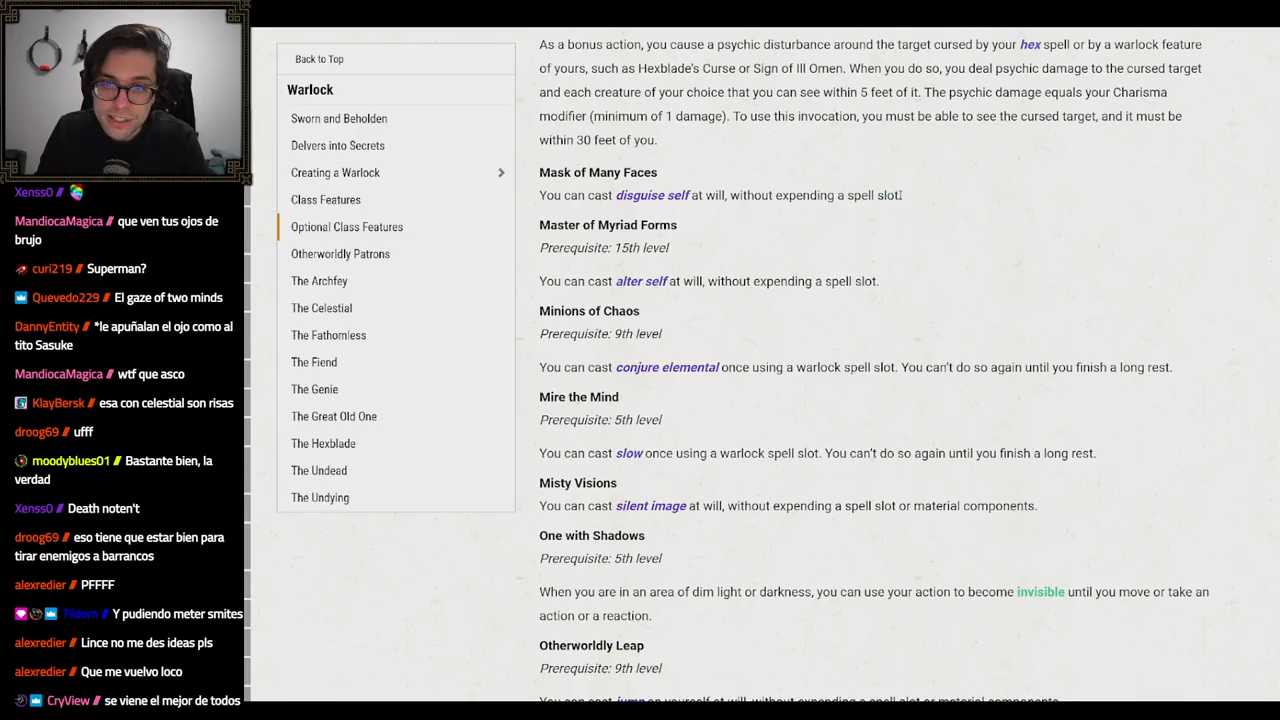 Xenss0 //
MandiocaMagica // que ven tus ojos de
brujo
curi219 // Superman?
Quevedo229 // El gaze of two minds
DannyEntity // *le apuñalan el ojo como al
tito Sasuke
MandiocaMagica // wtf que asco
KlayBersk // esa con celestial son risas
droog69 // ufff
moodyblues01 // Bastante bien, la
verdad
Xenss0 // Death noten't
droog69 // eso tiene que estar bien para
tirar enemigos a barrancos
alexredier // PFFFF
Tildom // Y pudiendo meter smites
alexredier // Lince no me des ideas pls
alexredier // Que me vuelvo loco
CryView // se viene el mejor de todos
Back to Top
Warlock
Sworn and Beholden
Delvers into Secrets
Creating a Warlock
Class Features
Optional Class Features
Otherworldly Patrons
The Archfey
The Celestial
The Fathomless
The Fiend
The Genie
The Great Old One
The Hexblade
The Undead
The Undying
As a bonus action, you cause a psychic disturbance around the target cursed by your hex spell or by a warlock feature
of yours, such as Hexblade's Curse or Sign of Ill Omen. When you do so, you deal psychic damage to the cursed target
and each creature of your choice that you can see within 5 feet of it. The psychic damage equals your Charisma
modifier (minimum of 1 damage). To use this invocation, you must be able to see the cursed target, and it must be
within 30 feet of you.
Mask of Many Faces
You can cast disguise self at will, without expending a spell slot.
Master of Myriad Forms
Prerequisite: 15th level
You can cast alter self at will, without expending a spell slot.
Minions of Chaos
Prerequisite: 9th level
You can cast conjure elemental once using a warlock spell slot. You can't do so again until you finish a long rest.
Mire the Mind
Prerequisite: 5th level
You can cast slow once using a warlock spell slot. You can't do so again until you finish a long rest.
Misty Visions
You can cast silent image at will, without expending a spell slot or material components.
One with Shadows
Prerequisite: 5th level
When you are in an area of dim light or darkness, you can use your action to become invisible until you move or take an
action or a reaction.
Otherworldly Leap
Prerequisite: 9th level
You can cast jump on yourself at will, without expending a spell slot or material components.